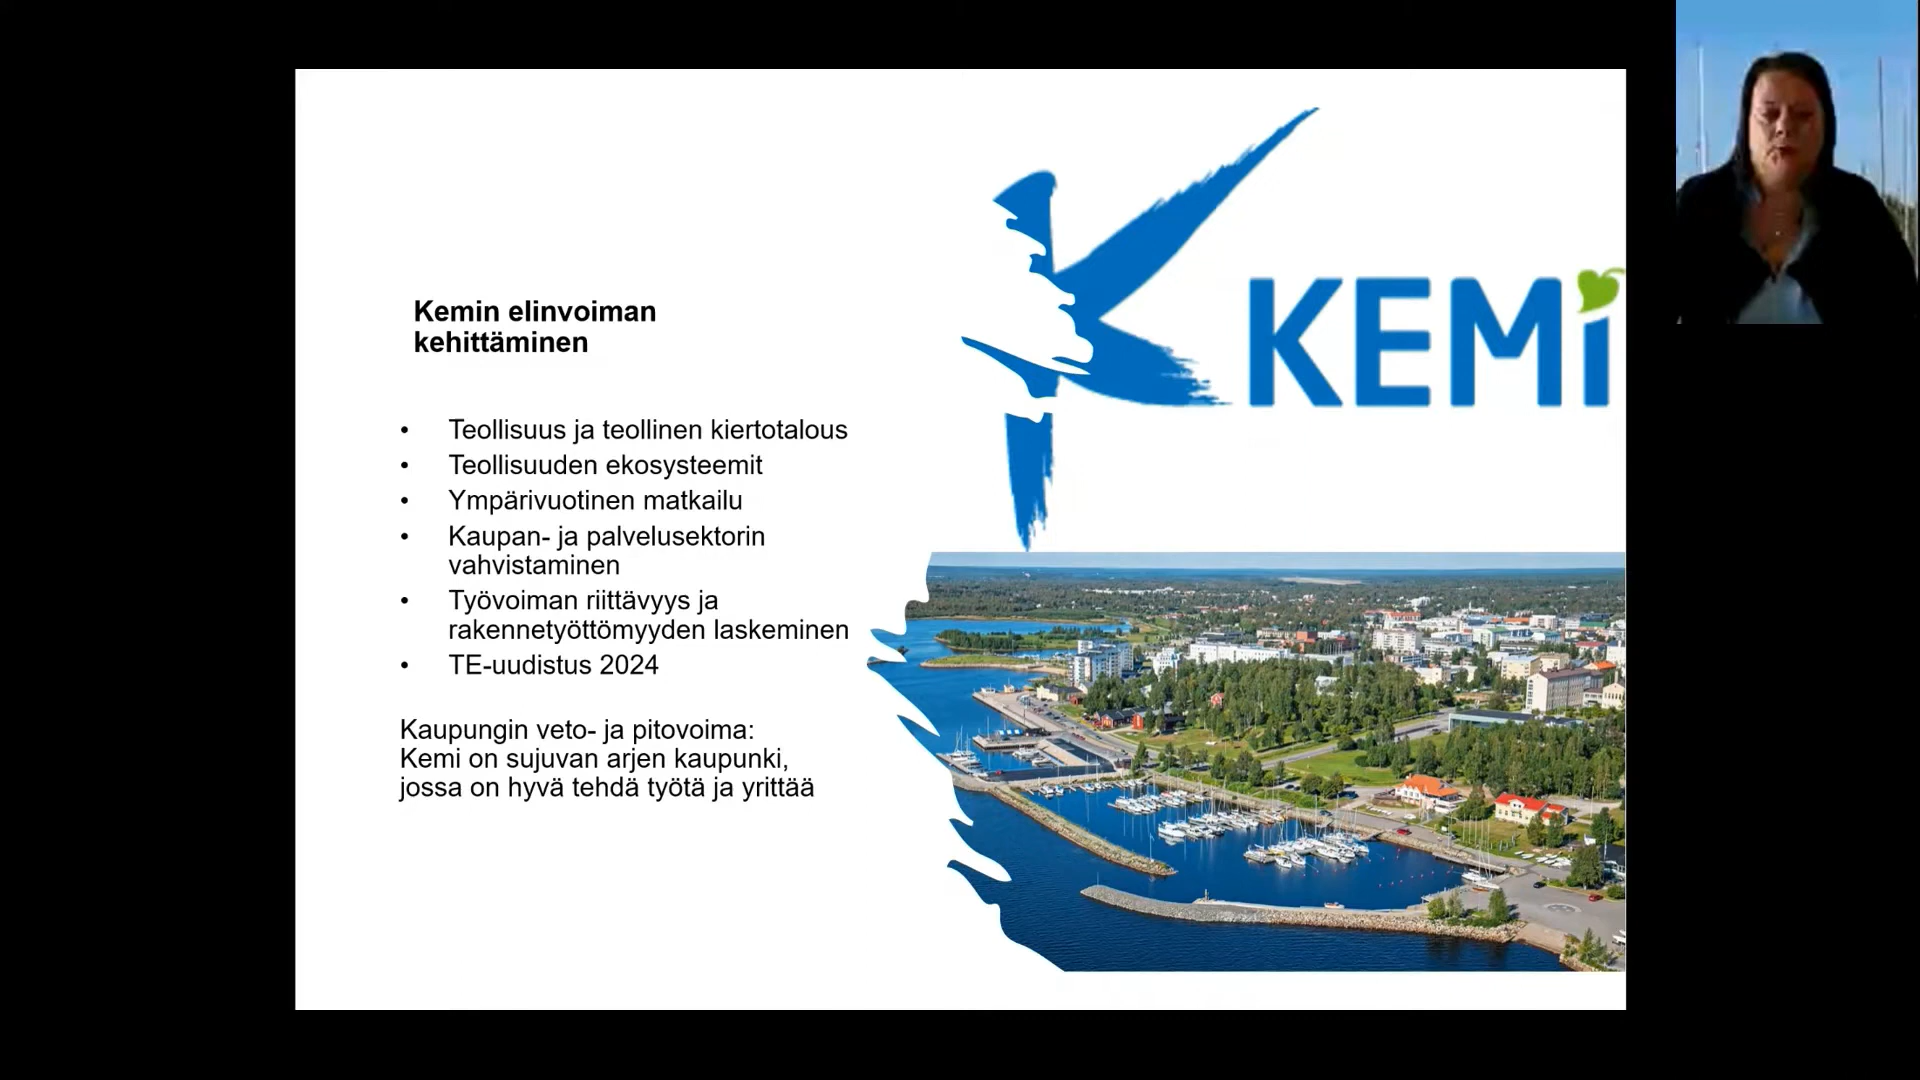 KEMi
Kemin elinvoiman
kehittäminen
• Teollisuus ja teollinen kiertotalous
• Teollisuuden ekosysteemit
• Ympärivuotinen matkailu
• Kaupan- ja palvelusektorin
vahvistaminen
• Työvoiman riittävyys ja
rakennetyöttömyyden laskeminen
• TE-uudistus 2024
Kaupungin veto- ja pitovoima:
Kemi on sujuvan arjen kaupunki,
jossa on hyvä tehdä työtä ja yrittää